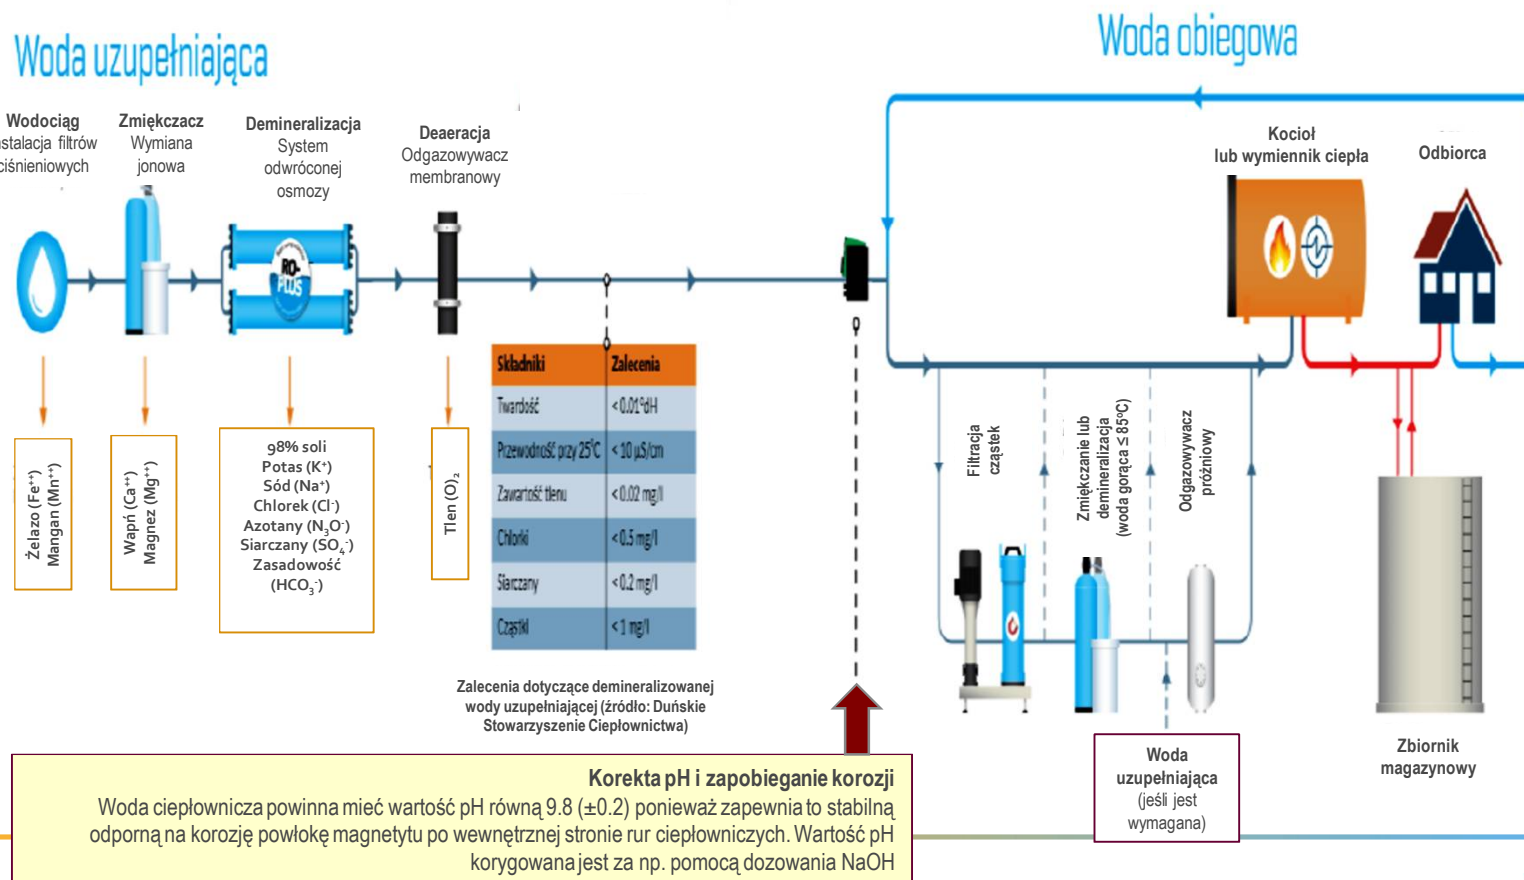 Woda uzupełniająca
Woda obiegowa
Wodociąg
nstalacja filtrów
ciśnieniowych
Zmiękczacz
Wymiana
jonowa
Demineralizacja
System
odwróconej
osmozy
Deaeracja
Odgazowywacz
membranowy
Kocioł
lub wymiennik ciepła
Odbiorca
RO-
PLUS
Żelazo (Fe⁺⁺)
Mangan (Mn⁺⁺)
Wapń (Ca⁺⁺)
Magnez (Mg⁺⁺)
98% soli
Potas (K⁺)
Sód (Na⁺)
Chlorek (Cl⁻)
Azotany (N₃O⁻)
Siarczany (SO₄⁻)
Zasadowość
(HCO₃⁻)
Tlen (O)₂
Składniki Zalecenia
Twardość < 0.01°dH
Przewodność przy 25°C < 10 µS/cm
Zawartość tlenu < 0.02 mg/l
Chlorki < 0.5 mg/l
Siarczany < 0.2 mg/l
Cząstki < 1 mg/l
Zalecenia dotyczące demineralizowanej
wody uzupełniającej (źródło: Duńskie
Stowarzyszenie Ciepłownictwa)
Filtracja
cząstek
Zmiękczanie lub
demineralizacja
(woda gorąca ≤ 85°C)
Odgazowywacz
próżniowy
Woda
uzupełniająca
(jeśli jest
wymagana)
Zbiornik
magazynowy
Korekta pH i zapobieganie korozji
Woda ciepłownicza powinna mieć wartość pH równą 9.8 (±0.2) ponieważ zapewnia to stabilną
odporną na korozję powłokę magnetytu po wewnętrznej stronie rur ciepłowniczych. Wartość pH
korygowana jest za np. pomocą dozowania NaOH